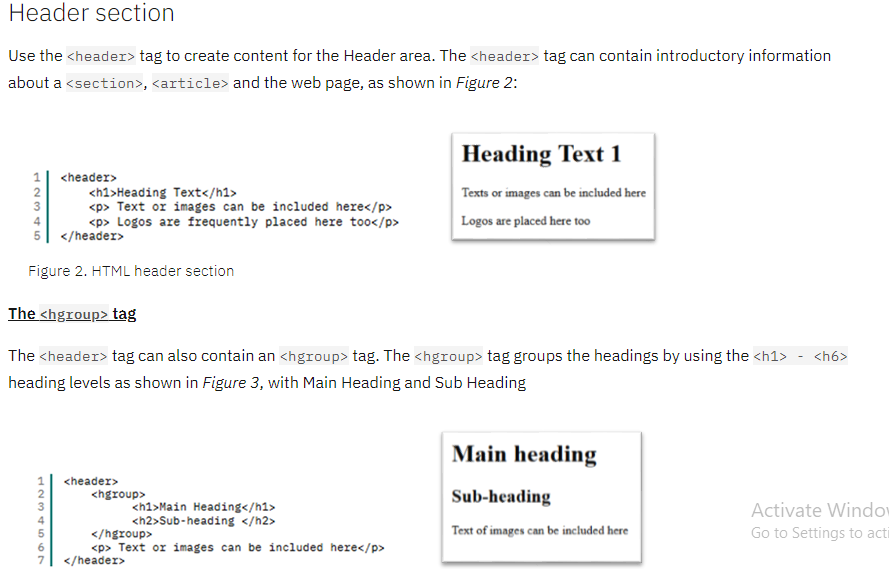 Header section
Use the <header> tag to create content for the Header area. The <header> tag can contain introductory information
about a <section>, <article> and the web page, as shown in Figure 2:
1 <header>
2 <h1>Heading Text</h1>
3 <p> Text or images can be included here</p>
4 <p> Logos are frequently placed here too</p>
5 </header>
Heading Text 1
Texts or images can be included here
Logos are placed here too
Figure 2. HTML header section
The <hgroup> tag
The <header> tag can also contain an <hgroup> tag. The <hgroup> tag groups the headings by using the <h1> - <h6>
heading levels as shown in Figure 3, with Main Heading and Sub Heading
1 <header>
2 <hgroup>
3 <h1>Main Heading</h1>
4 <h2>Sub-heading </h2>
5 </hgroup>
6 <p> Text or images can be included here</p>
7 </header>
Main heading
Sub-heading
Text of images can be included here
Activate Windo
Go to Settings to acti